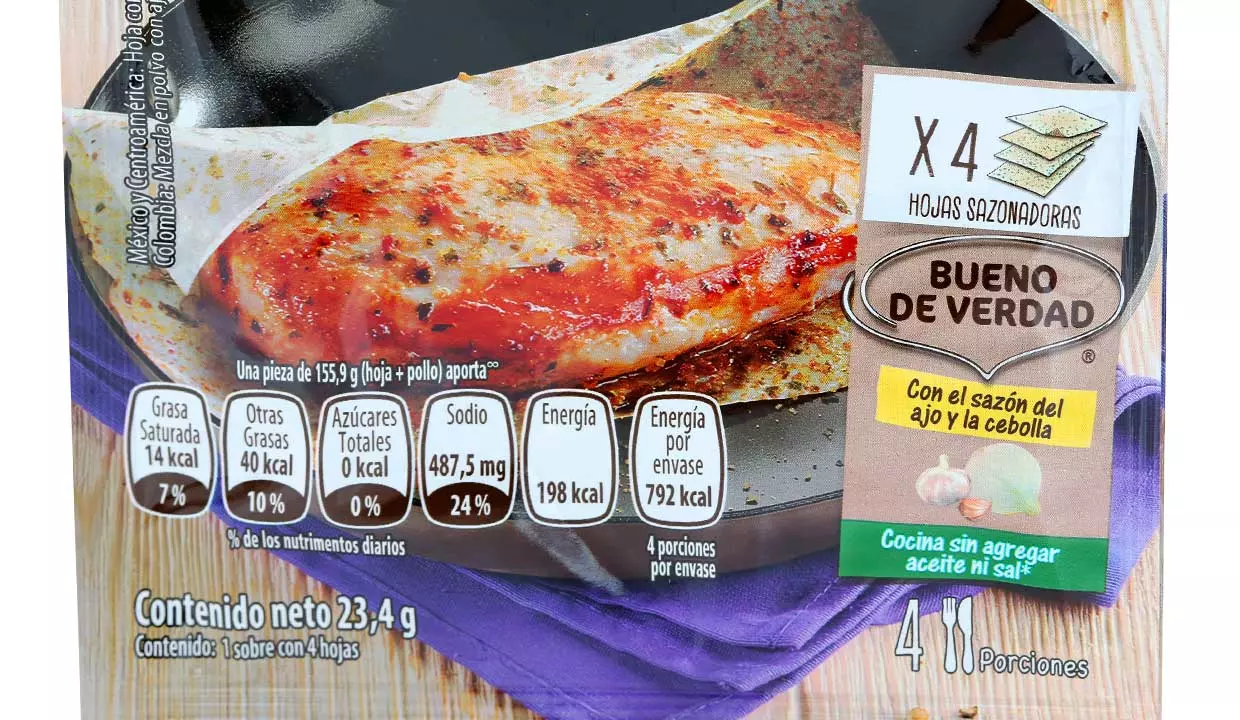 México y Centroamérica: Hoja con
Colombia: Mezcla en polvo con aj
X 4
HOJAS SAZONADORAS
BUENO
DE VERDAD
®
Con el sazón del
ajo y la cebolla
Cocina sin agregar
aceite ni sal*
Una pieza de 155,9 g (hoja + pollo) aporta∞
Grasa
Saturada
14 kcal
7%
Otras
Grasas
40 kcal
10%
Azúcares
Totales
0 kcal
0%
Sodio
487,5 mg
24%
Energía
198 kcal
Energía
por
envase
792 kcal
% de los nutrimentos diarios
4 porciones
por envase
Contenido neto 23,4 g
Contenido: 1 sobre con 4 hojas
4 Porciones